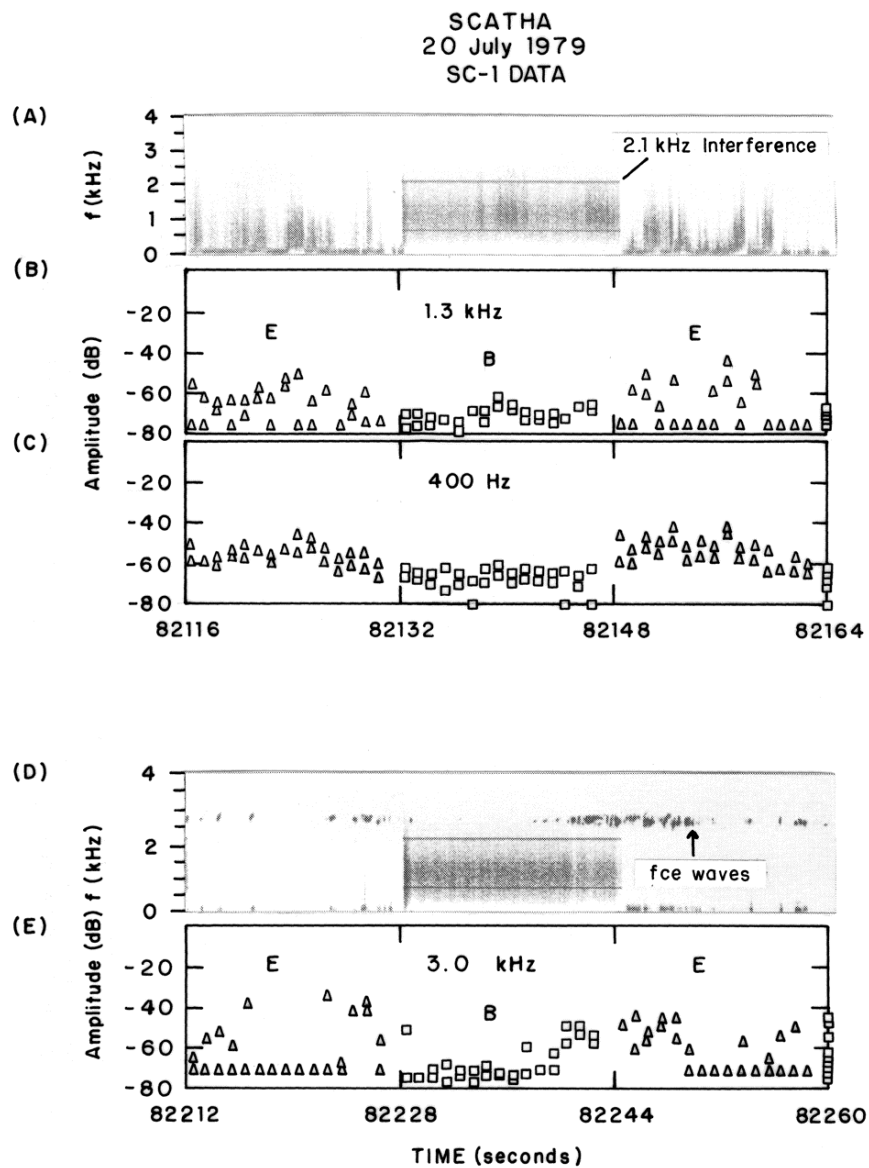 SCATHA
20 July 1979
SC-1 DATA
(A)
4
3
2
1
0
f (kHz)
2.1 kHz Interference
(B)
-20
-40
-60
-80
1.3 kHz
E
B
E
Amplitude (dB)
(C)
-20
-40
-60
-80
400 Hz
82116
82132
82148
82164
(D)
4
2
0
f (kHz)
fce waves
(E)
-20
-40
-60
-80
Amplitude (dB)
E
3.0 kHz
B
E
82212
82228
82244
82260
TIME (seconds)